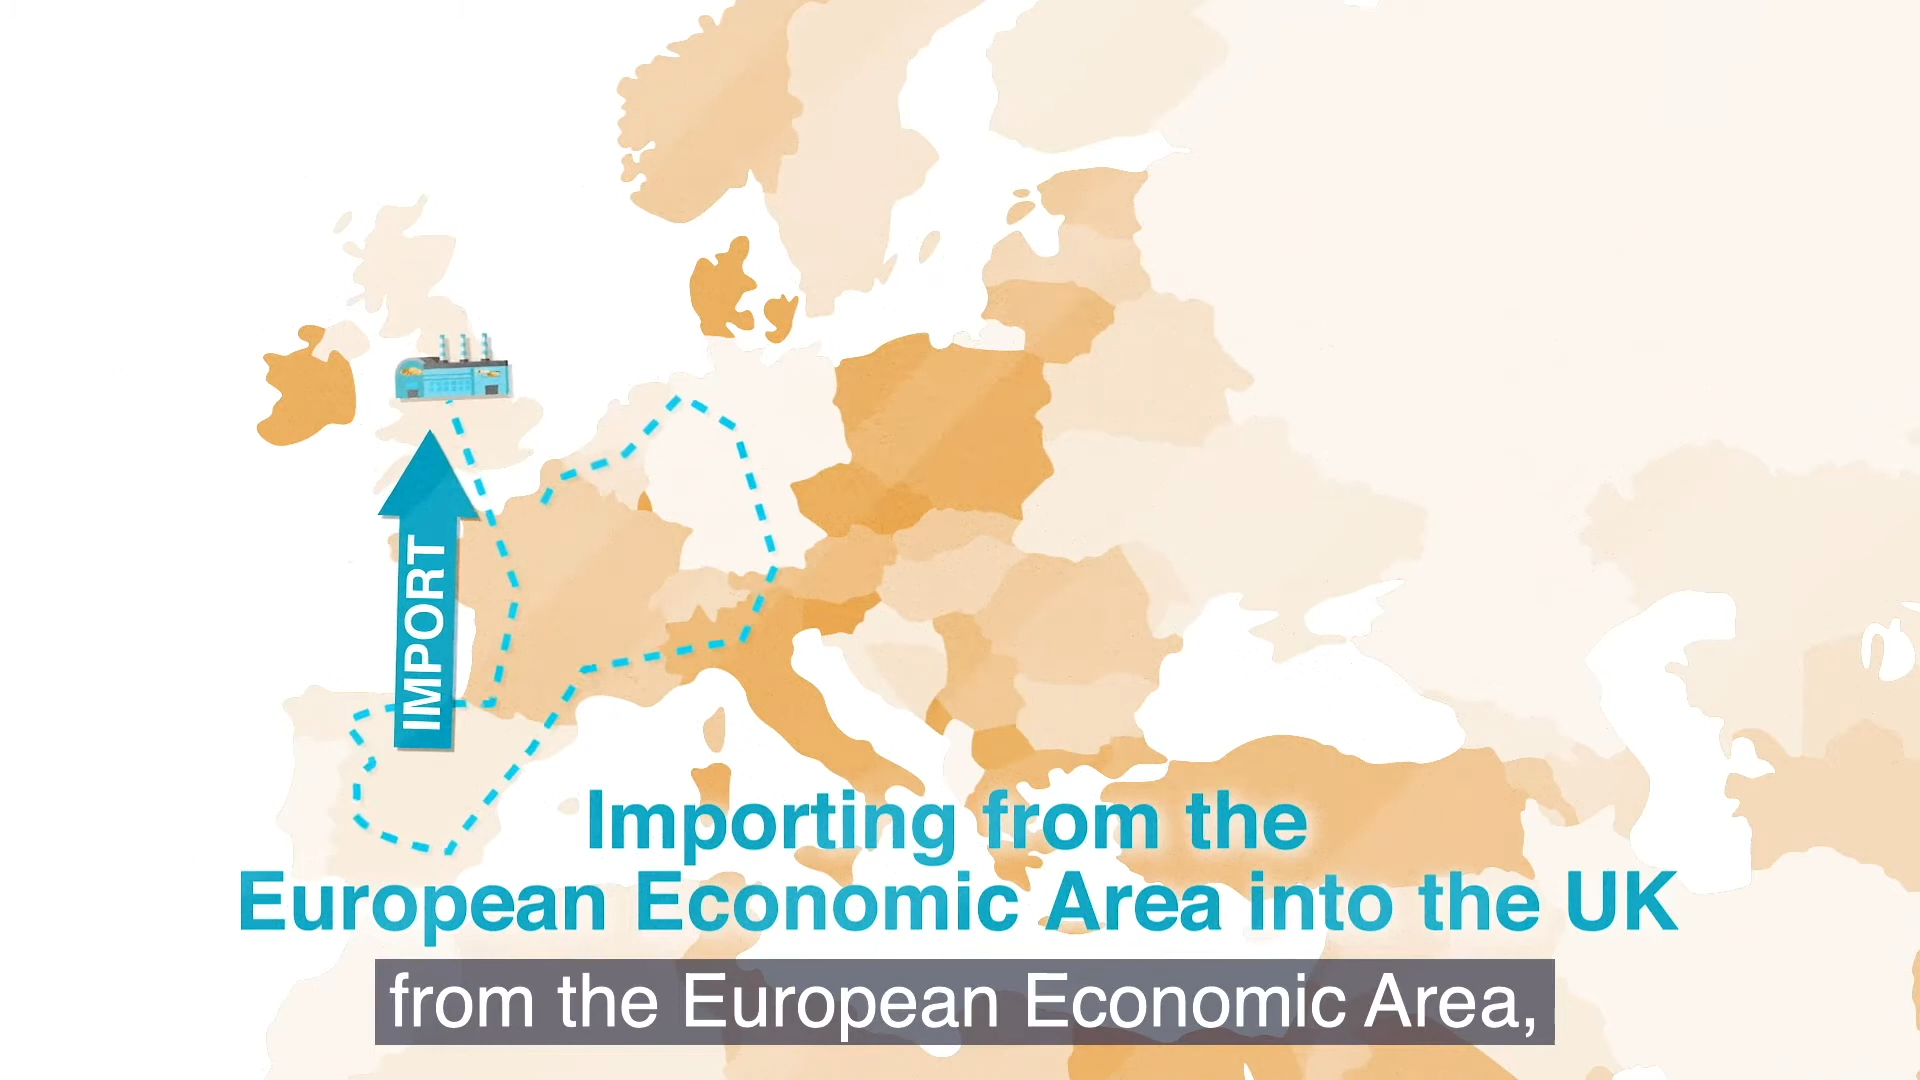 IMPORT
Importing from the
European Economic Area into the UK
from the European Economic Area,